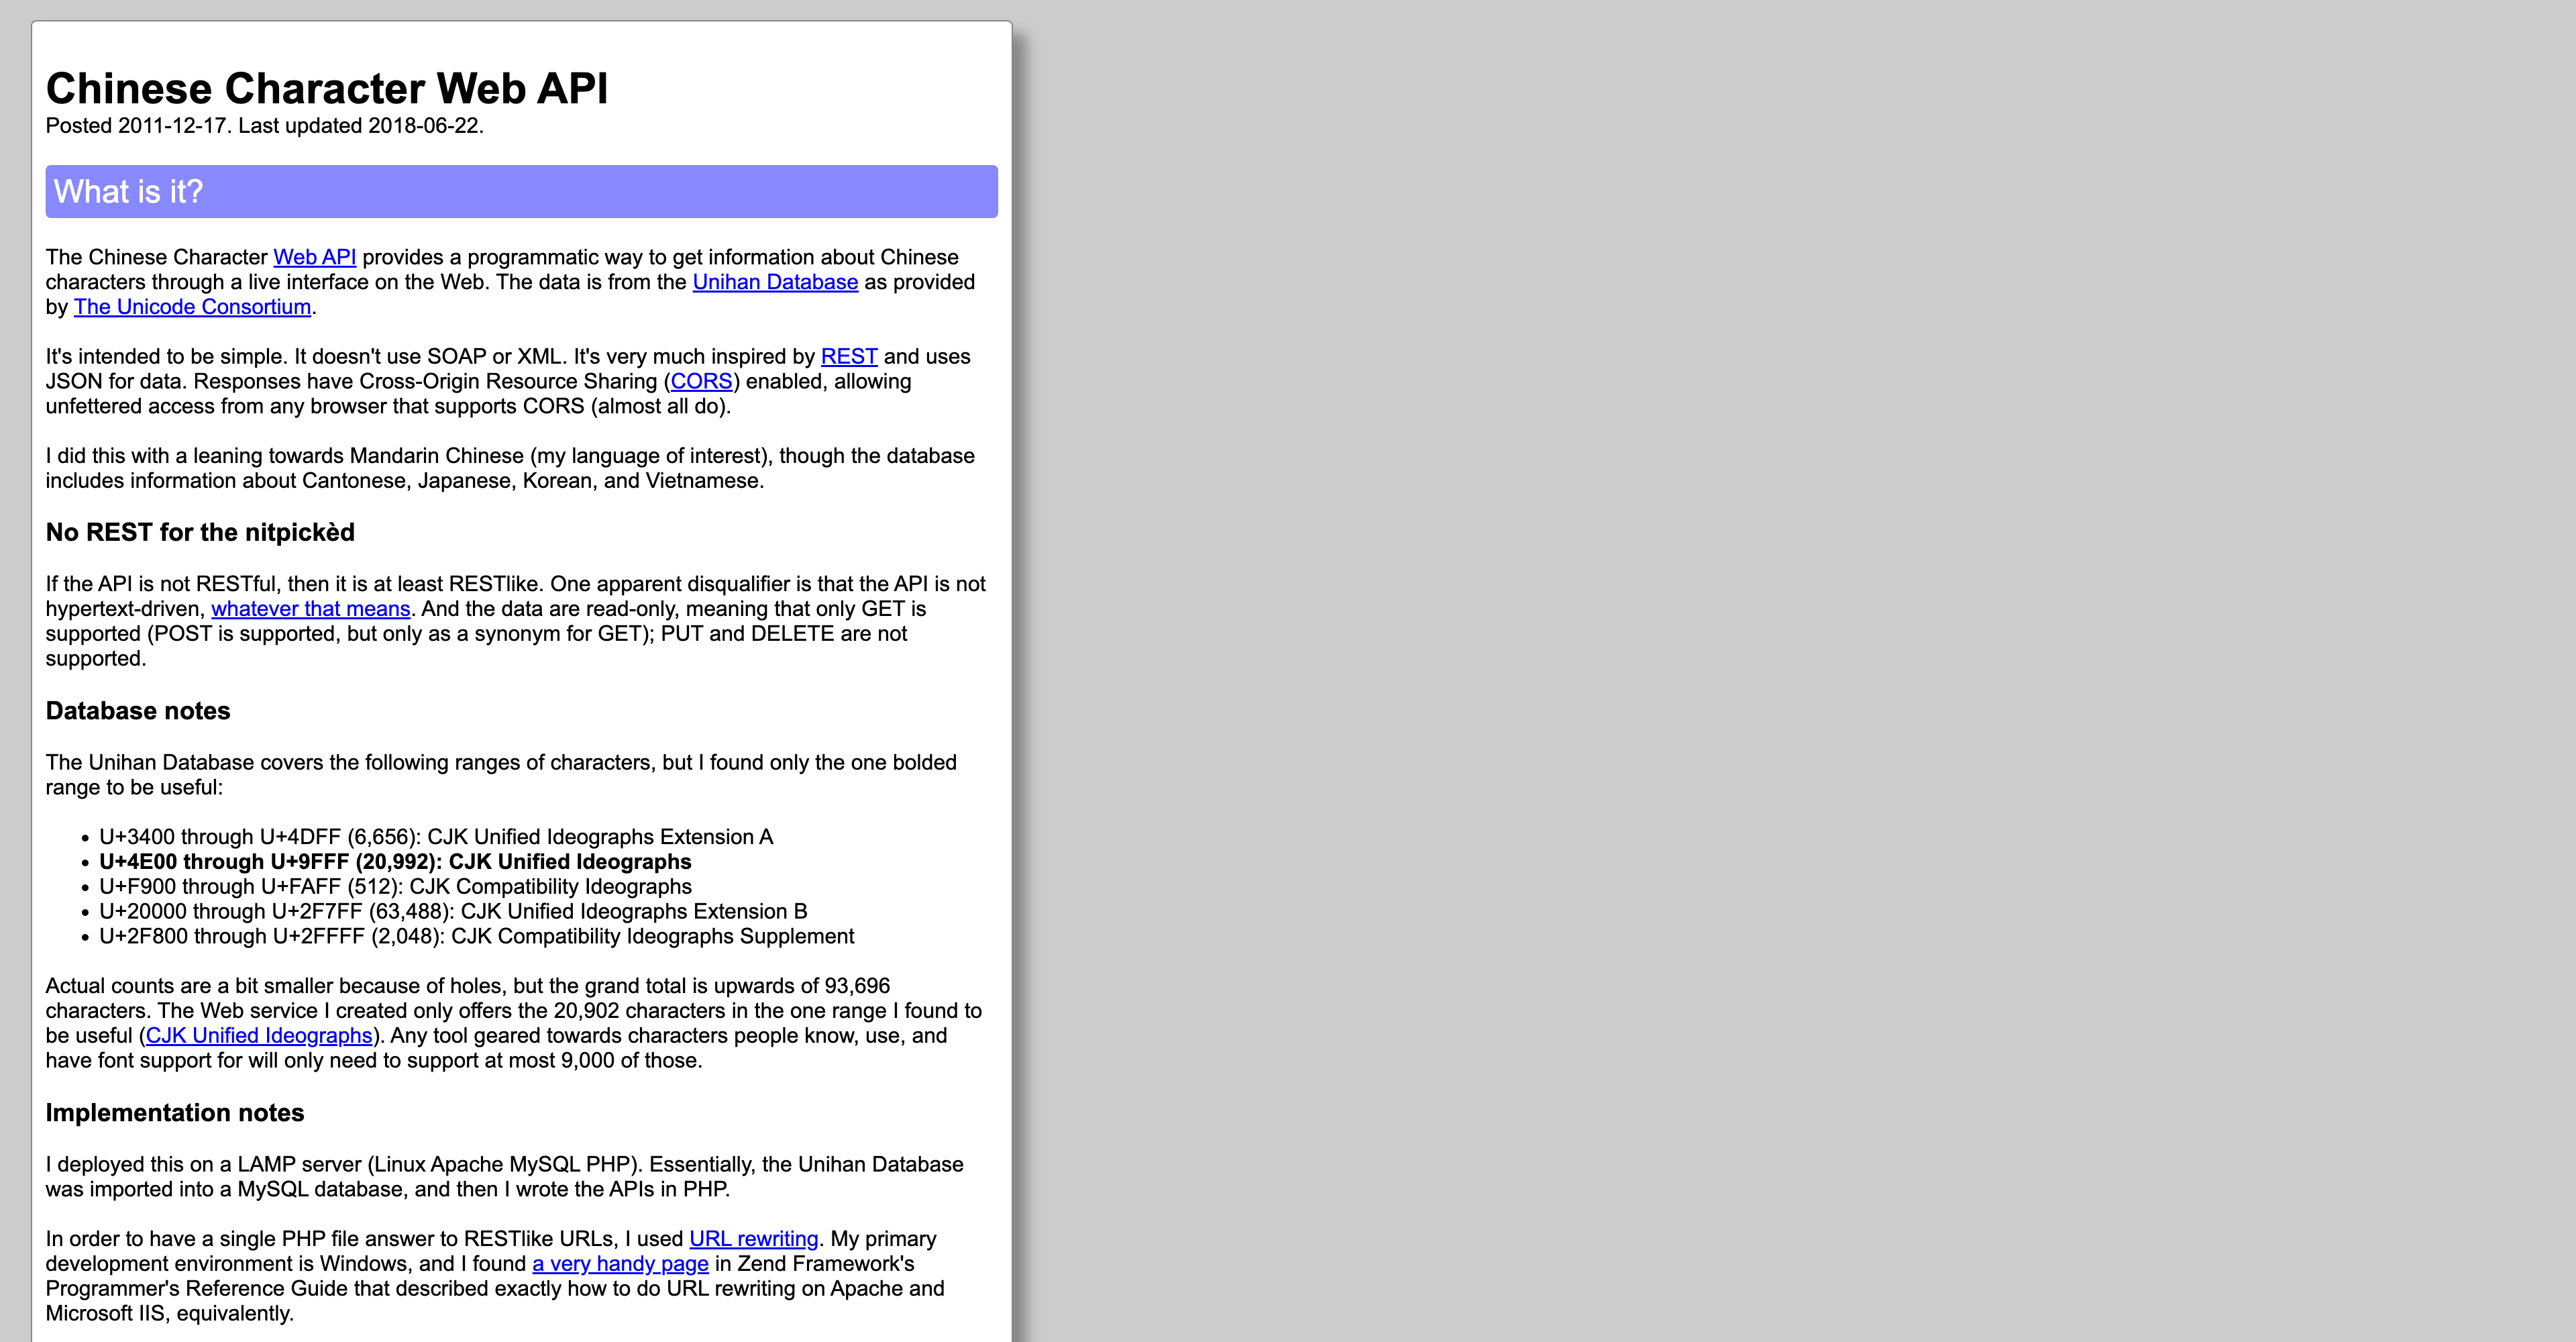 Chinese Character Web API
Posted 2011-12-17. Last updated 2018-06-22.
What is it?
The Chinese Character Web API provides a programmatic way to get information about Chinese
characters through a live interface on the Web. The data is from the Unihan Database as provided
by The Unicode Consortium.
It's intended to be simple. It doesn't use SOAP or XML. It's very much inspired by REST and uses
JSON for data. Responses have Cross-Origin Resource Sharing (CORS) enabled, allowing
unfettered access from any browser that supports CORS (almost all do).
I did this with a leaning towards Mandarin Chinese (my language of interest), though the database
includes information about Cantonese, Japanese, Korean, and Vietnamese.
No REST for the nitpickèd
If the API is not RESTful, then it is at least RESTlike. One apparent disqualifier is that the API is not
hypertext-driven, whatever that means. And the data are read-only, meaning that only GET is
supported (POST is supported, but only as a synonym for GET); PUT and DELETE are not
supported.
Database notes
The Unihan Database covers the following ranges of characters, but I found only the one bolded
range to be useful:
• U+3400 through U+4DFF (6,656): CJK Unified Ideographs Extension A
• U+4E00 through U+9FFF (20,992): CJK Unified Ideographs
• U+F900 through U+FAFF (512): CJK Compatibility Ideographs
• U+20000 through U+2F7FF (63,488): CJK Unified Ideographs Extension B
• U+2F800 through U+2FFFF (2,048): CJK Compatibility Ideographs Supplement
Actual counts are a bit smaller because of holes, but the grand total is upwards of 93,696
characters. The Web service I created only offers the 20,902 characters in the one range I found to
be useful (CJK Unified Ideographs). Any tool geared towards characters people know, use, and
have font support for will only need to support at most 9,000 of those.
Implementation notes
I deployed this on a LAMP server (Linux Apache MySQL PHP). Essentially, the Unihan Database
was imported into a MySQL database, and then I wrote the APIs in PHP.
In order to have a single PHP file answer to RESTlike URLs, I used URL rewriting. My primary
development environment is Windows, and I found a very handy page in Zend Framework's
Programmer's Reference Guide that described exactly how to do URL rewriting on Apache and
Microsoft IIS, equivalently.